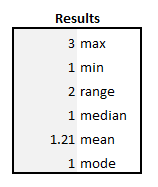 Results
3 max
1 min
2 range
1 median
1.21 mean
1 mode